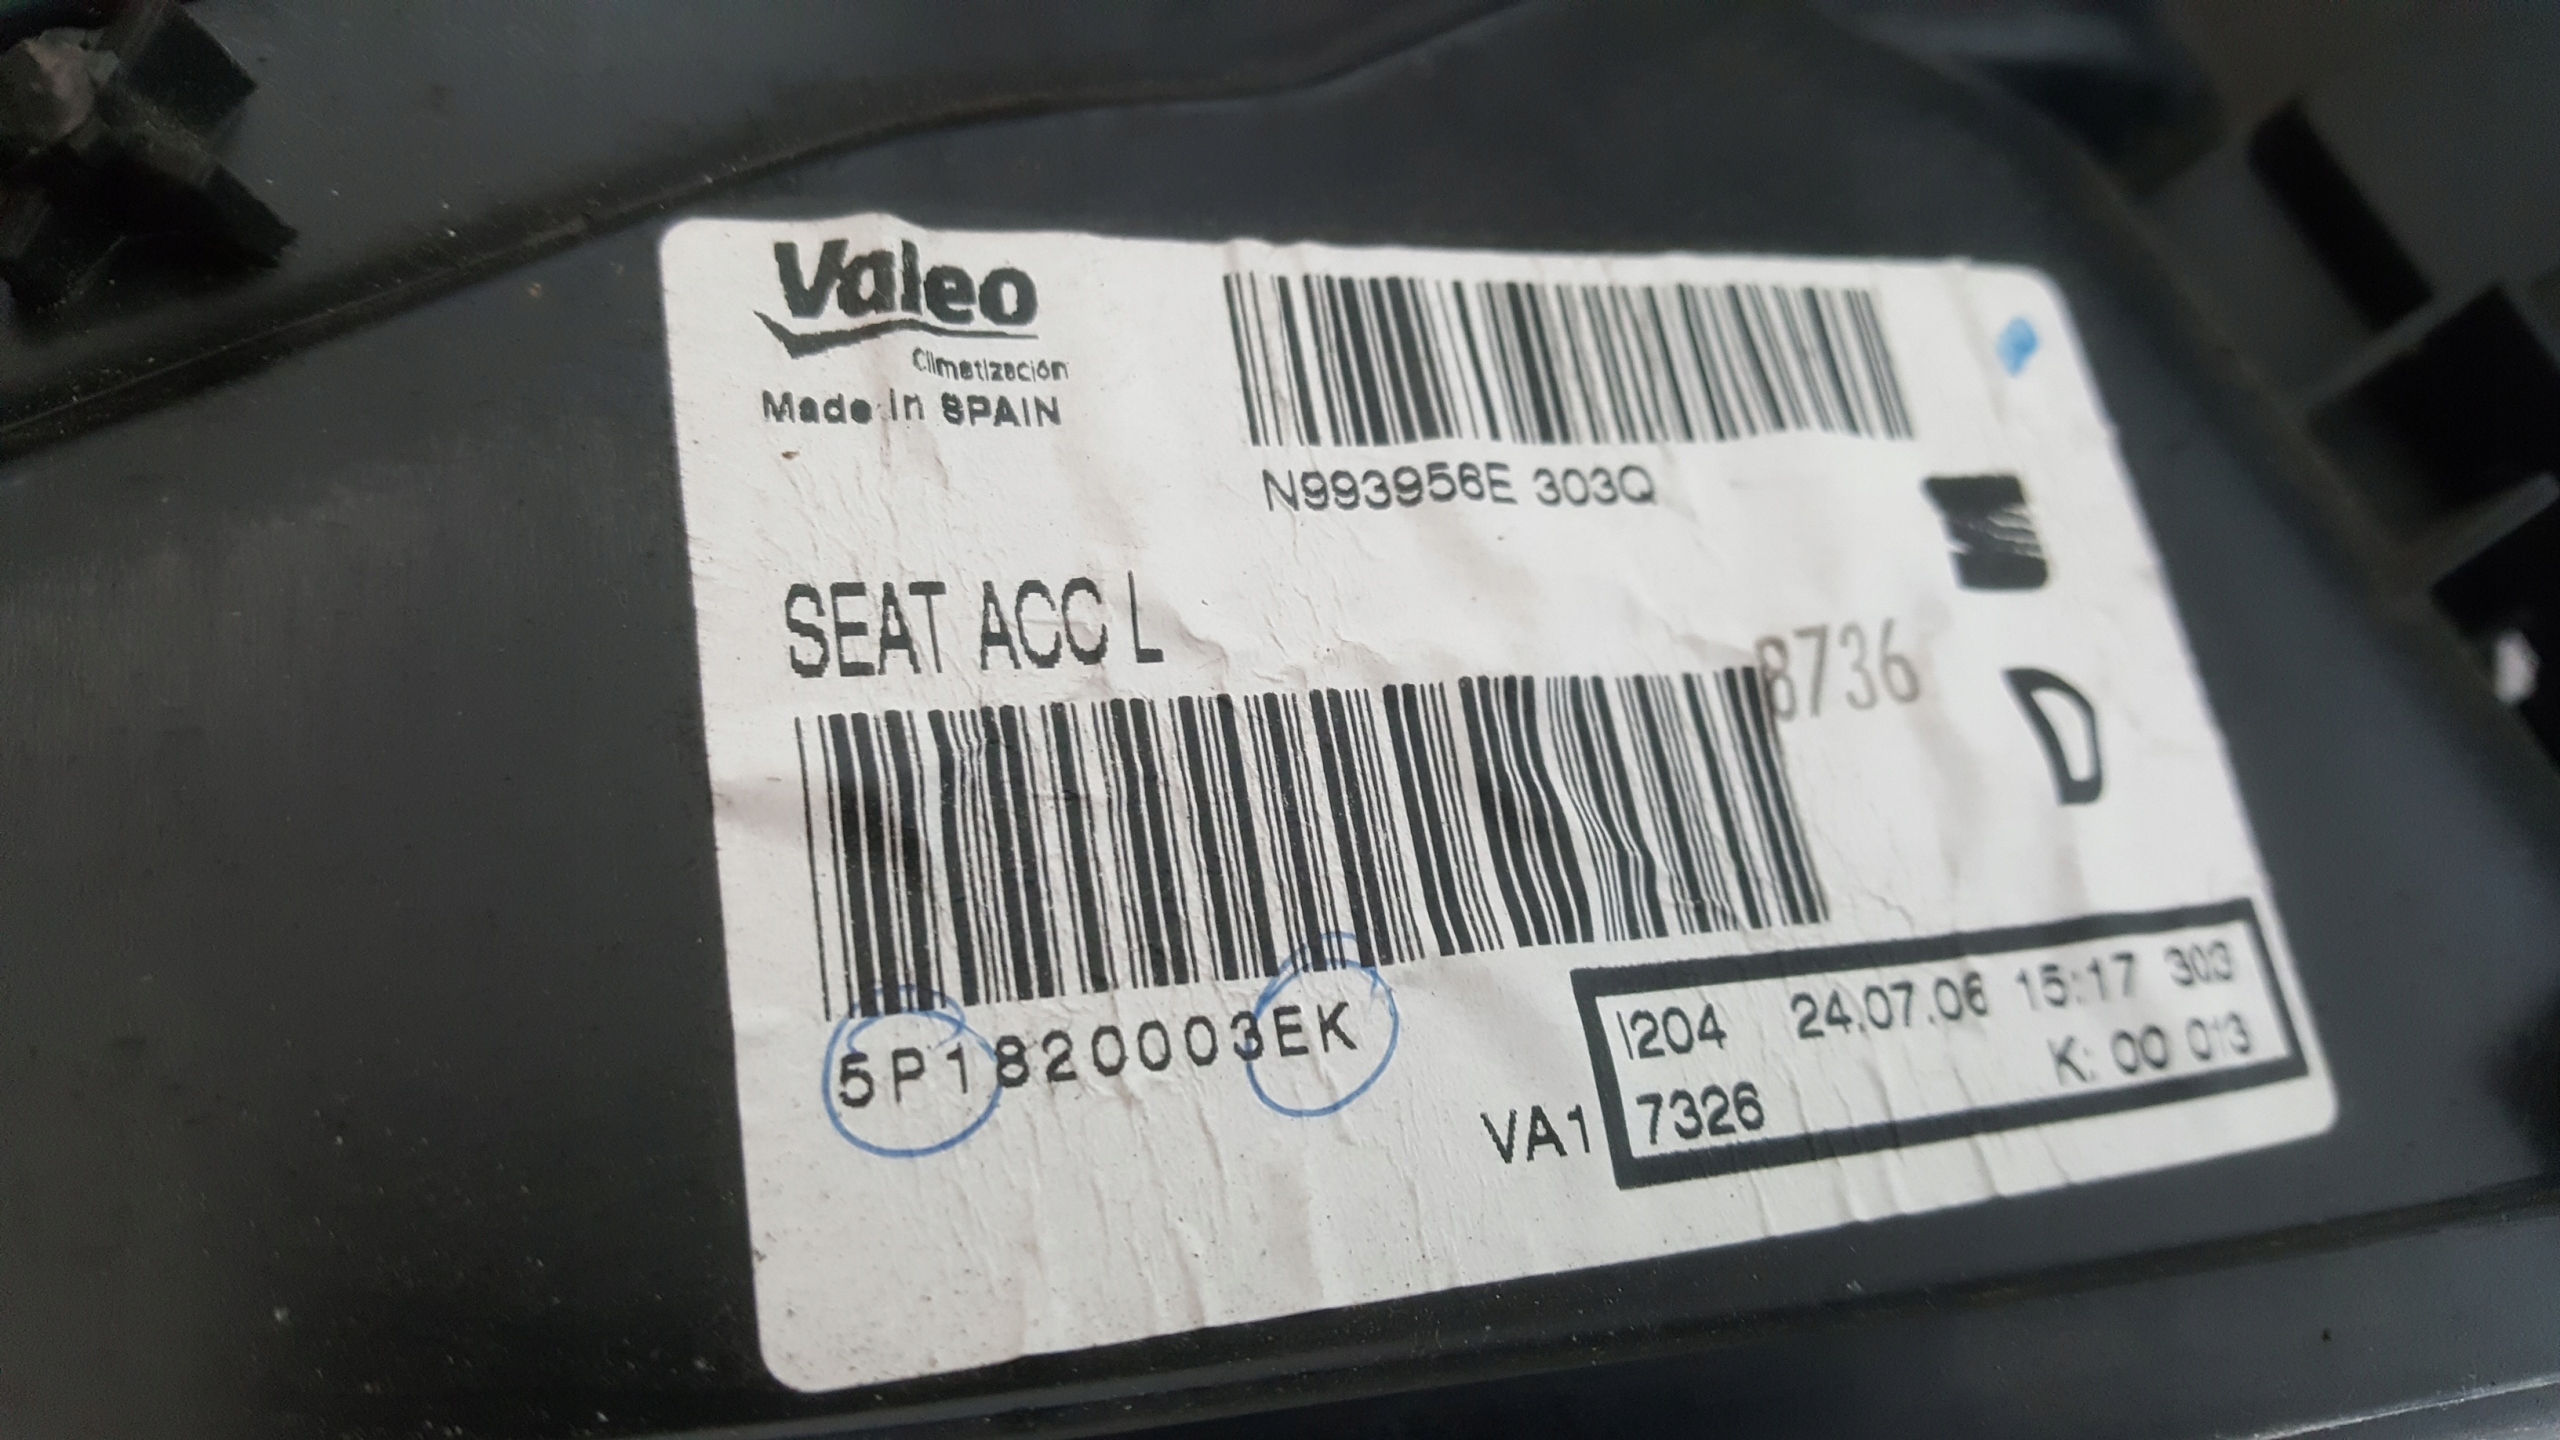 Valeo
Climatización
Made in SPAIN
N993956E 303Q
SEAT ACC L
8736
D
5P1820003EK
I204 24.07.06 15:17 303
K: 00 013
VA1 7326